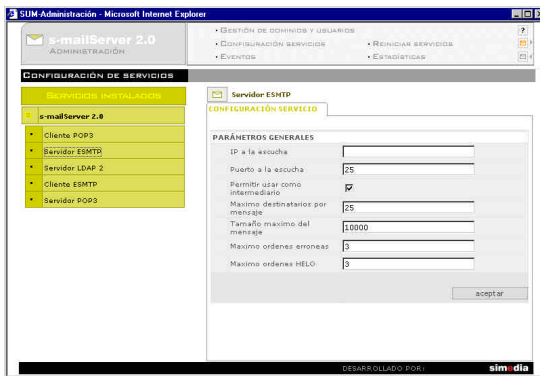 SUM-Administración - Microsoft Internet Explorer
s-mailServer 2.0
ADMINISTRACIÓN
• GESTIÓN DE DOMINIOS Y USUARIOS
• CONFIGURACIÓN SERVICIOS
• REINICIAR SERVICIOS
• EVENTOS
• ESTADÍSTICAS
?
CONFIGURACIÓN DE SERVICIOS
SERVICIOS INSTALADOS
s-mailServer 2.0
Cliente POP3
Servidor ESMTP
Servidor LDAP 2
Cliente ESMTP
Servidor POP3
Servidor ESMTP
CONFIGURACIÓN SERVICIO
PARÁMETROS GENERALES
IP a la escucha
Puerto a la escucha 25
Permitir usar como
intermediario
Maximo destinatarios por
mensaje 25
Tamaño maximo del
mensaje 10000
Maximo ordenes erroneas 3
Maximo ordenes HELO 3
aceptar
DESARROLLADO POR:
simedia